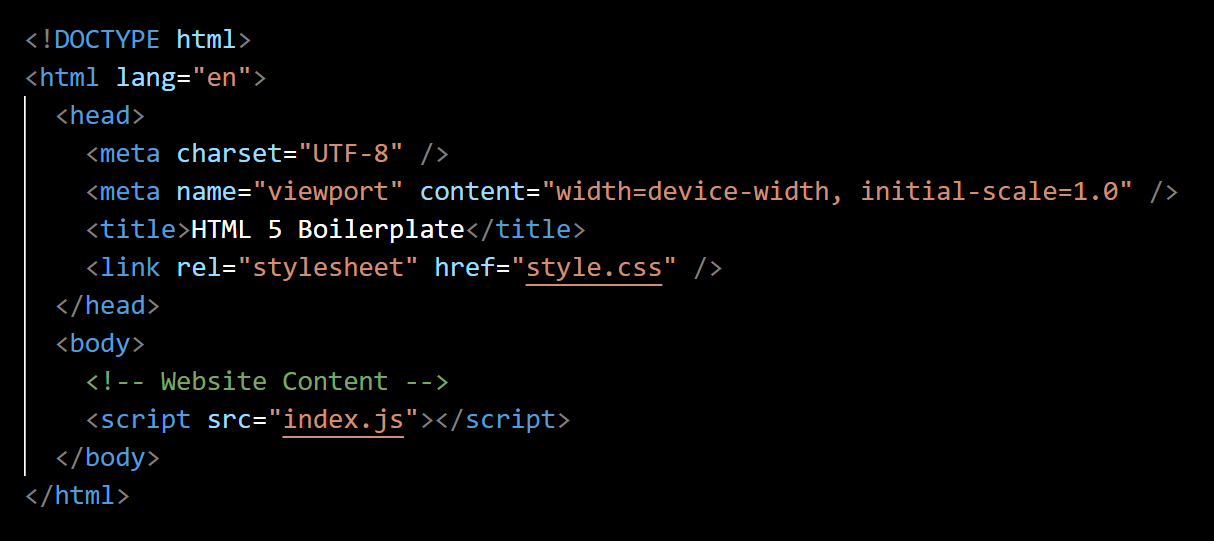 <!DOCTYPE html>
<html lang="en">
  <head>
    <meta charset="UTF-8" />
    <meta name="viewport" content="width=device-width, initial-scale=1.0" />
    <title>HTML 5 Boilerplate</title>
    <link rel="stylesheet" href="style.css" />
  </head>
  <body>
    <!-- Website Content -->
    <script src="index.js"></script>
  </body>
</html>